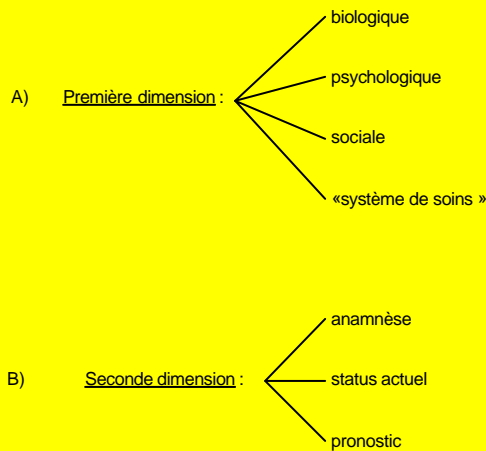 biologique
psychologique
A) Première dimension :
sociale
«système de soins »
anamnèse
B) Seconde dimension :
status actuel
pronostic